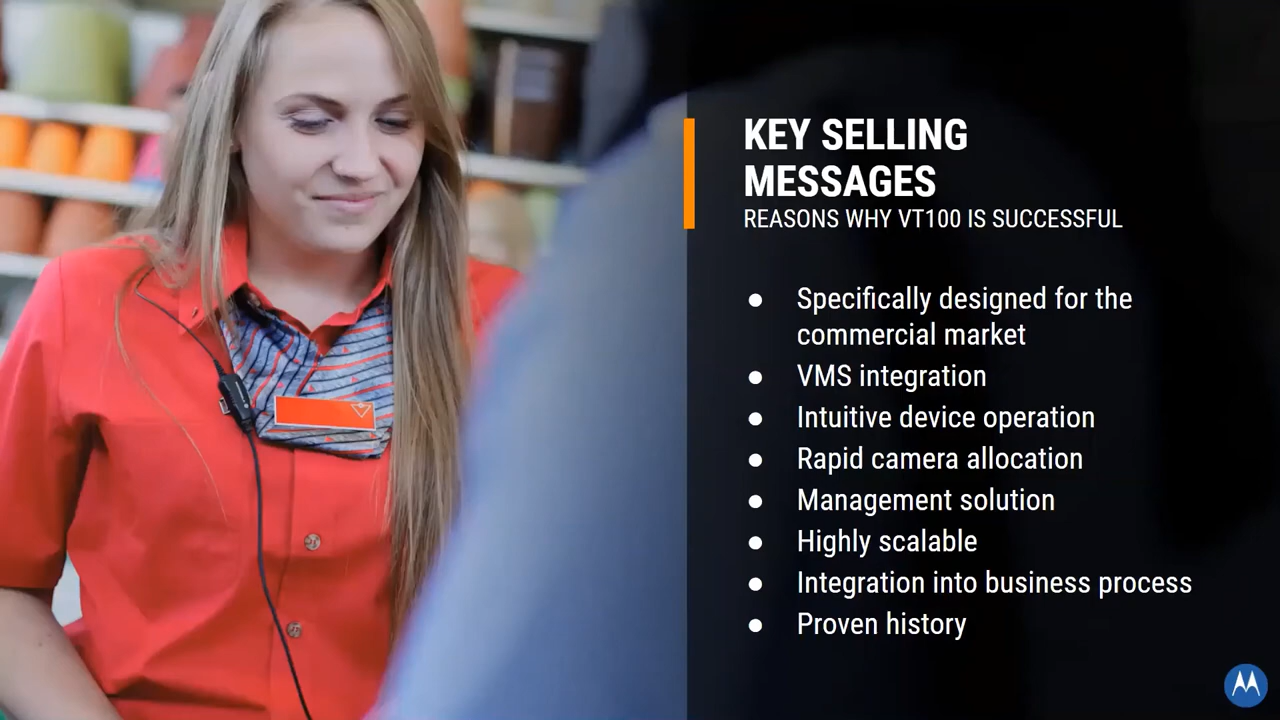 KEY SELLING
MESSAGES
REASONS WHY VT100 IS SUCCESSFUL
● Specifically designed for the
commercial market
● VMS integration
● Intuitive device operation
● Rapid camera allocation
● Management solution
● Highly scalable
● Integration into business process
● Proven history